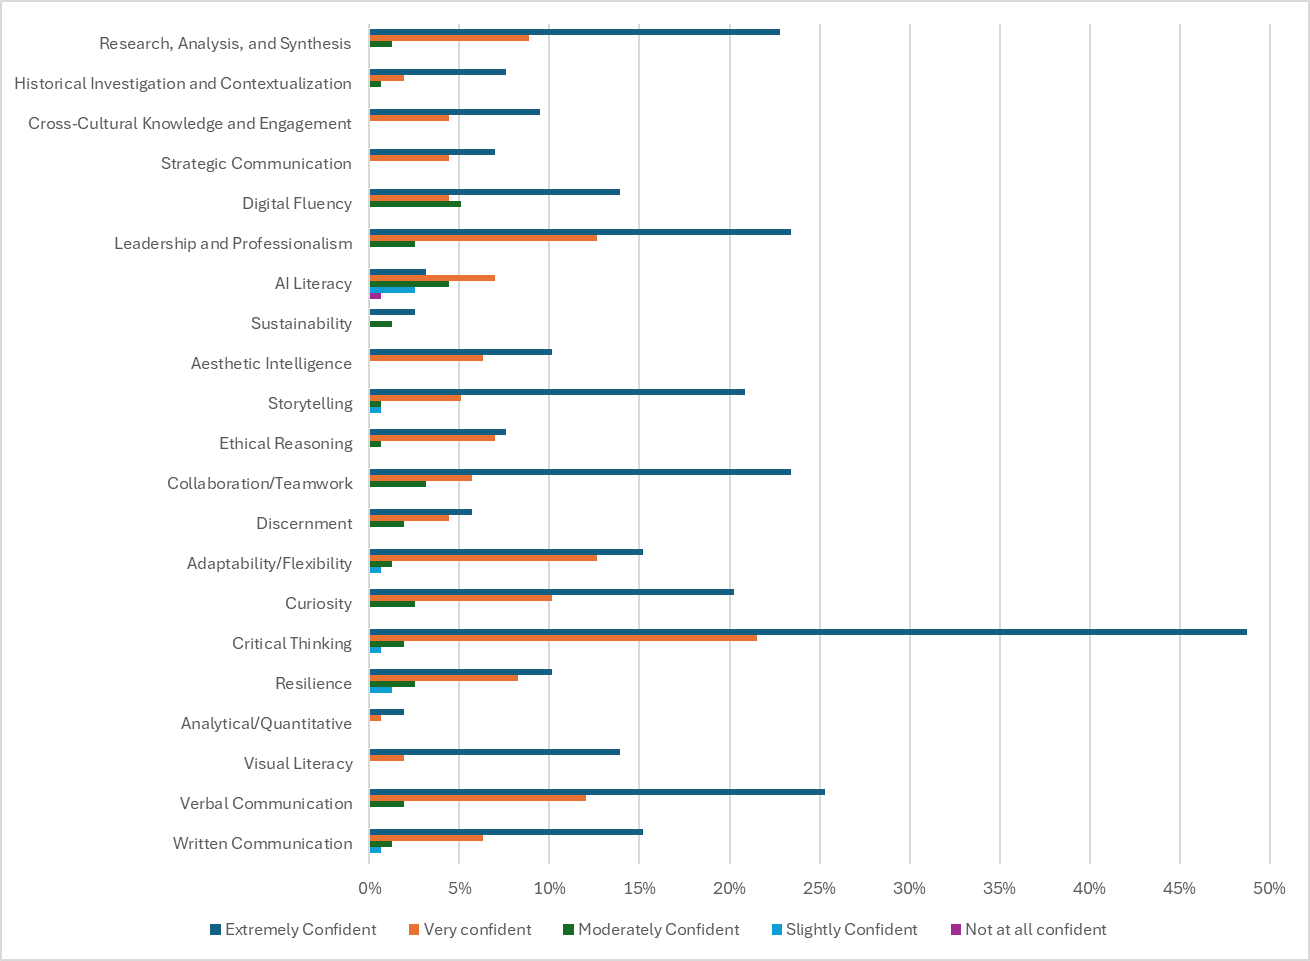 Research, Analysis, and Synthesis
Historical Investigation and Contextualization
Cross-Cultural Knowledge and Engagement
Strategic Communication
Digital Fluency
Leadership and Professionalism
AI Literacy
Sustainability
Aesthetic Intelligence
Storytelling
Ethical Reasoning
Collaboration/Teamwork
Discernment
Adaptability/Flexibility
Curiosity
Critical Thinking
Resilience
Analytical/Quantitative
Visual Literacy
Verbal Communication
Written Communication
0% 5% 10% 15% 20% 25% 30% 35% 40% 45% 50%
Extremely Confident Very confident Moderately Confident Slightly Confident Not at all confident